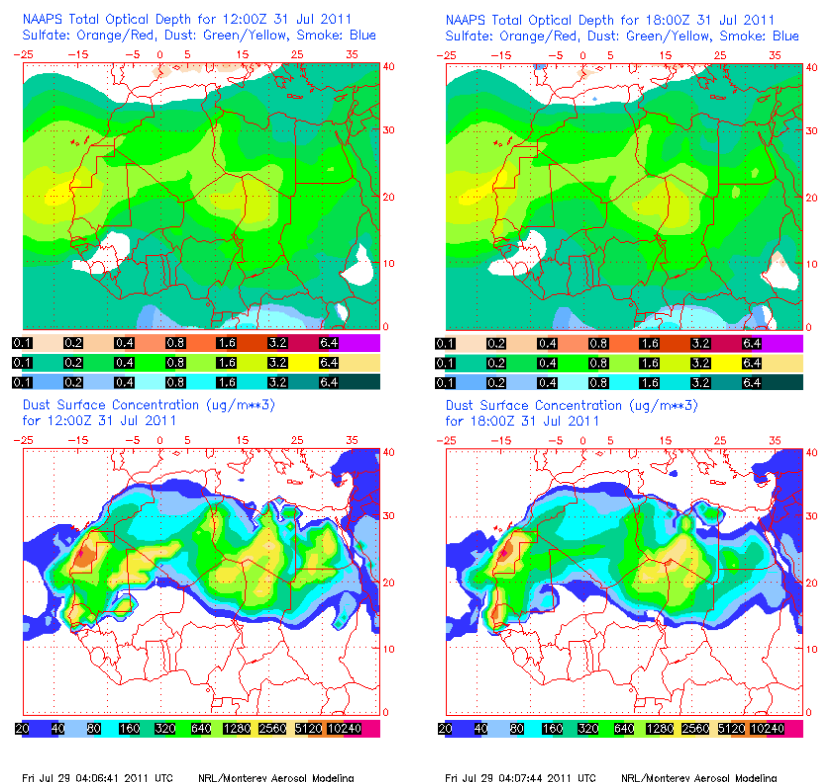 NAAPS Total Optical Depth for 12:00Z 31 Jul 2011
Sulfate: Orange/Red, Dust: Green/Yellow, Smoke: Blue
-25 -15 -5 0 5 15 25 35
40
30
20
10
0
0.1 0.2 0.4 0.8 1.6 3.2 6.4
0.1 0.2 0.4 0.8 1.6 3.2 6.4
0.1 0.2 0.4 0.8 1.6 3.2 6.4
Dust Surface Concentration (ug/m**3)
for 12:00Z 31 Jul 2011
-25 -15 -5 0 5 15 25 35
40
30
20
10
0
20 40 80 160 320 640 1280 2560 5120 10240
Fri Jul 29 04:06:41 2011 UTC NRL/Monterey Aerosol Modeling
NAAPS Total Optical Depth for 18:00Z 31 Jul 2011
Sulfate: Orange/Red, Dust: Green/Yellow, Smoke: Blue
-25 -15 -5 0 5 15 25 35
40
30
20
10
0
0.1 0.2 0.4 0.8 1.6 3.2 6.4
0.1 0.2 0.4 0.8 1.6 3.2 6.4
0.1 0.2 0.4 0.8 1.6 3.2 6.4
Dust Surface Concentration (ug/m**3)
for 18:00Z 31 Jul 2011
-25 -15 -5 0 5 15 25 35
40
30
20
10
0
20 40 80 160 320 640 1280 2560 5120 10240
Fri Jul 29 04:07:44 2011 UTC NRL/Monterey Aerosol Modeling